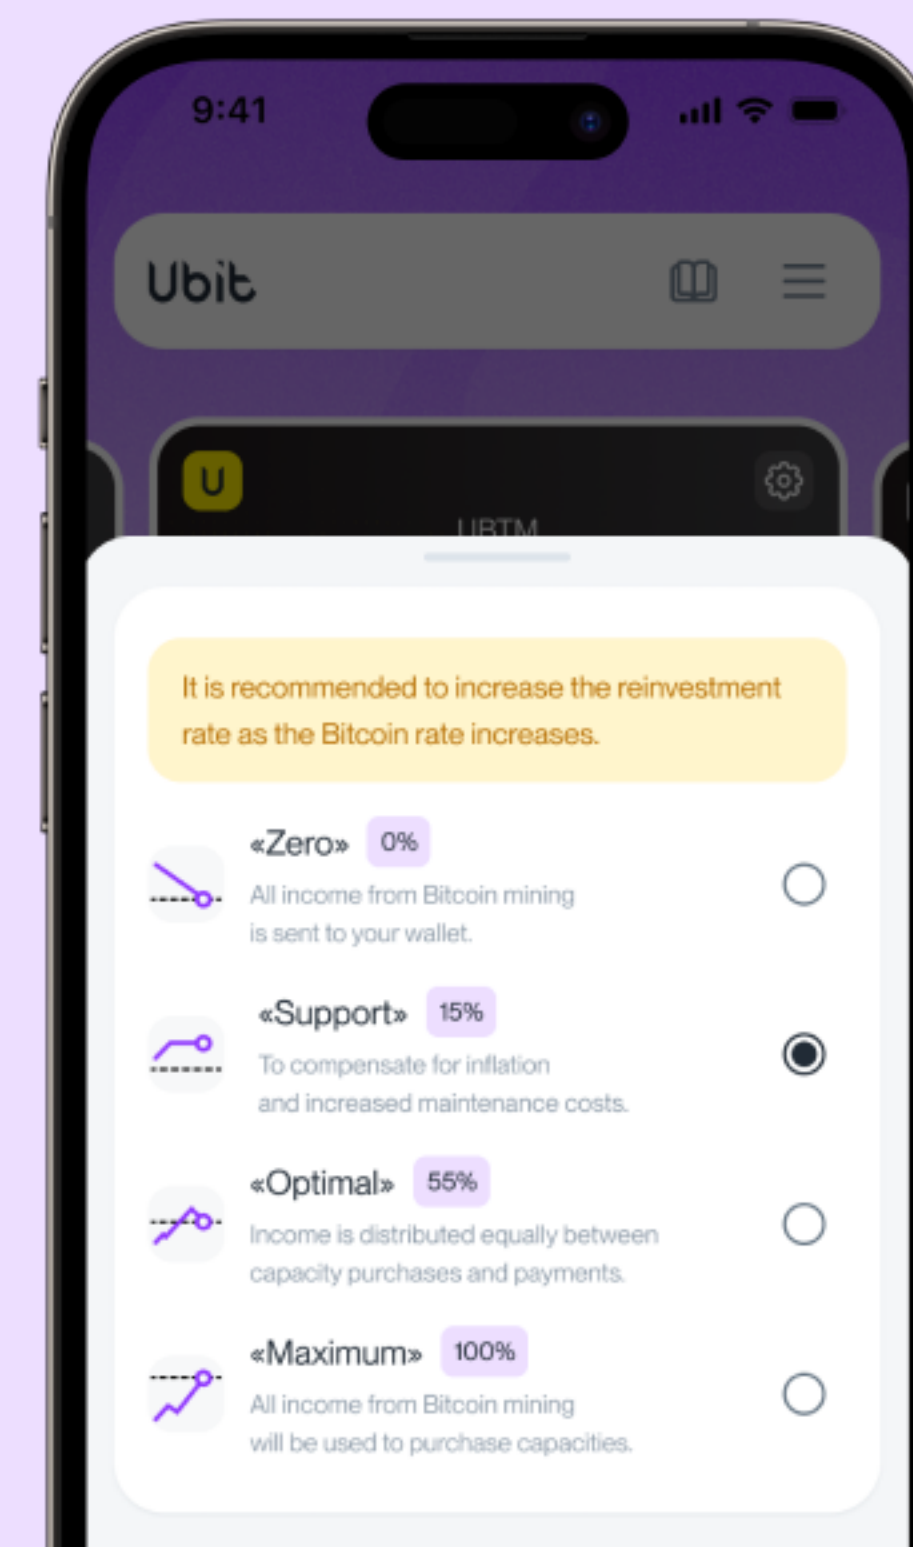 9:41
Ubit
U
UBTM
It is recommended to increase the reinvestment
rate as the Bitcoin rate increases.
«Zero» 0%
All income from Bitcoin mining
is sent to your wallet.
«Support» 15%
To compensate for inflation
and increased maintenance costs.
«Optimal» 55%
Income is distributed equally between
capacity purchases and payments.
«Maximum» 100%
All income from Bitcoin mining
will be used to purchase capacities.